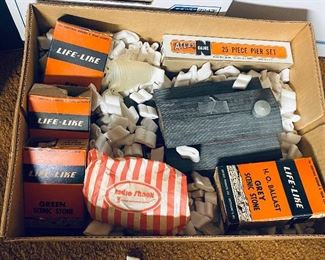 LIFE-LIKE
ATLAS
25 PIECE PIER SET
LIFE-LIKE
LIFE-LIKE
GREEN
SCENIC STONE
radio shack
LIFE-LIKE
H.O. BALLAST
GREY
SCENIC STONE